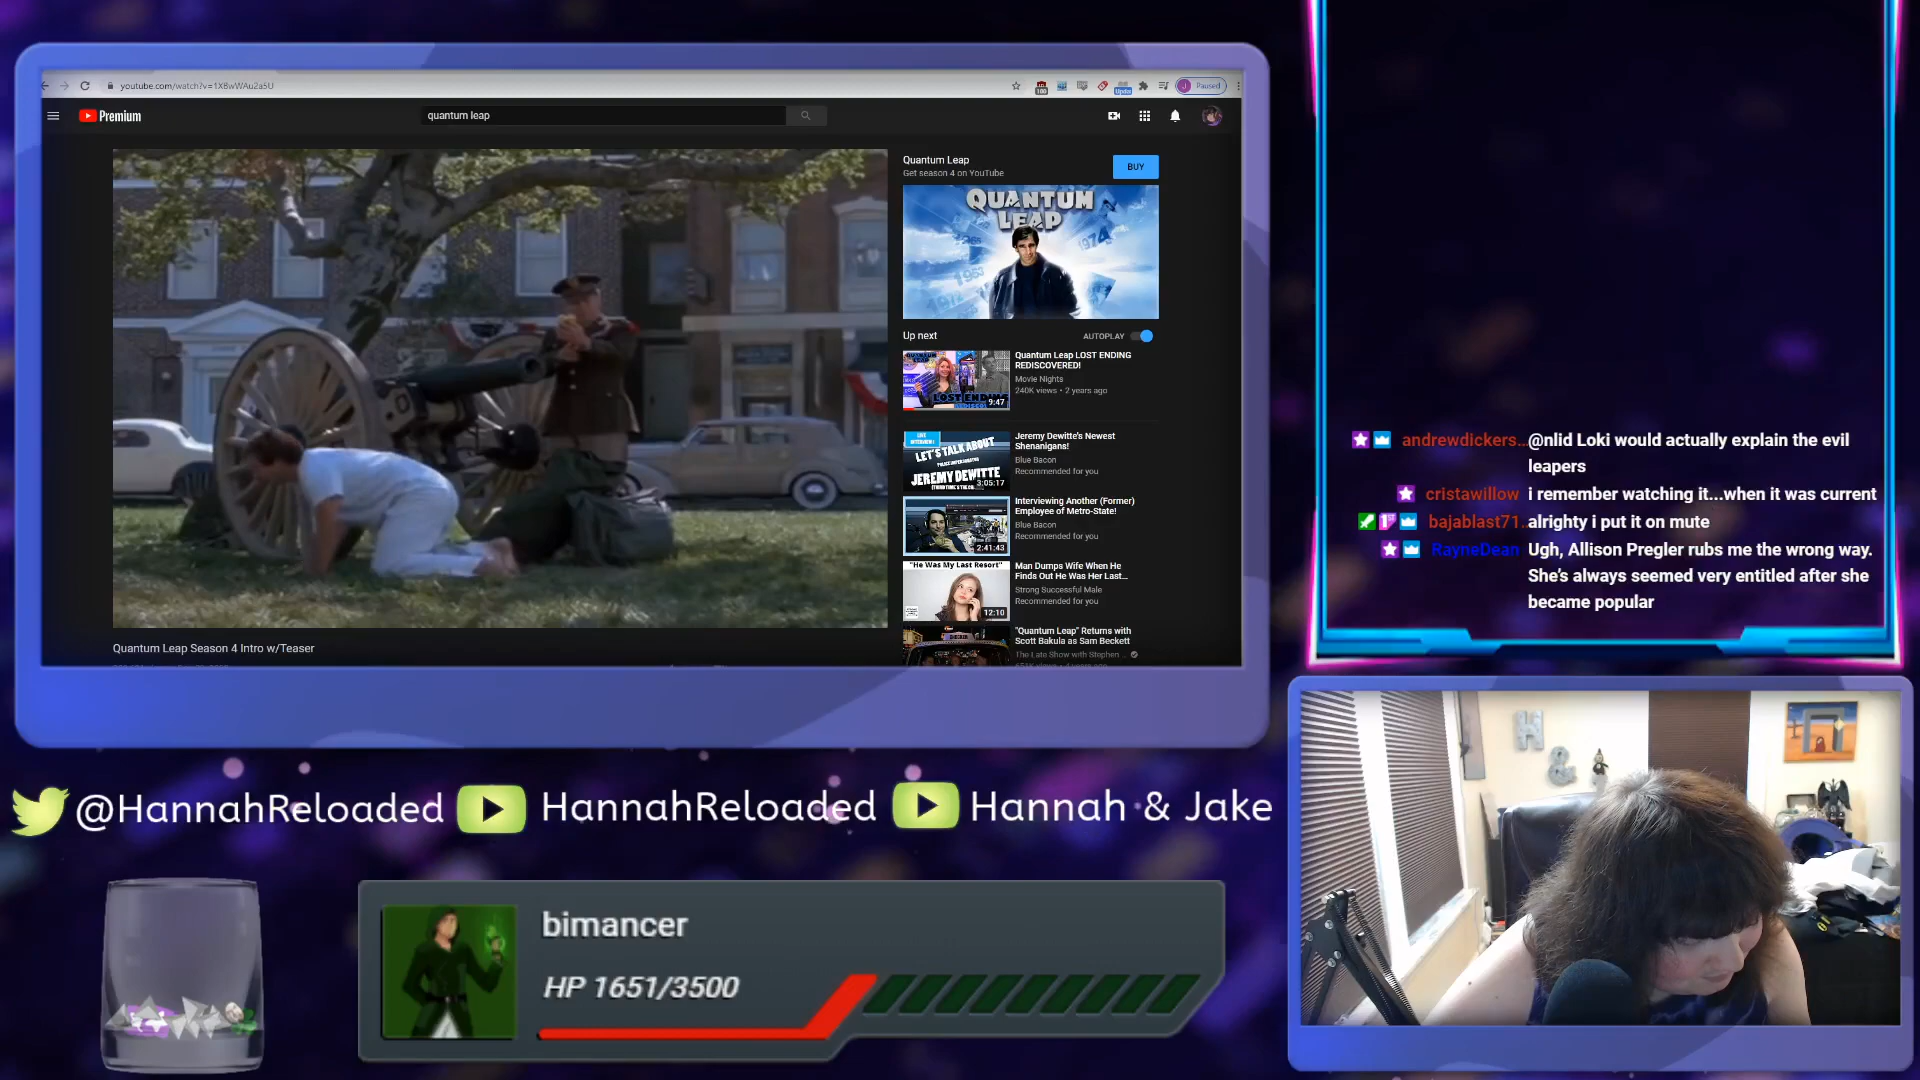 youtube.com/watch?v=1X8wWAu2a5U
Paused
Premium
quantum leap
Quantum Leap
Get season 4 on YouTube
BUY
QUANTUM
LEAP
Up next
AUTOPLAY
Quantum Leap LOST ENDING
REDISCOVERED!
Movie Nights
240K views • 2 years ago
9:47
Jeremy Dewitte's Newest
Shenanigans!
Blue Bacon
Recommended for you
LET'S TALK ABOUT
JEREMY DEWITTE
3:05:17
Interviewing Another (Former)
Employee of Metro-State!
Blue Bacon
Recommended for you
2:41:43
"He Was My Last Resort"
Man Dumps Wife When He
Finds Out He Was Her Last...
Strong Successful Male
Recommended for you
12:10
"Quantum Leap" Returns with
Scott Bakula as Sam Beckett
The Late Show with Stephen ...
Quantum Leap Season 4 Intro w/Teaser
andrewdickers... @nlid Loki would actually explain the evil
leapers
cristawillow i remember watching it...when it was current
bajablast71.. alrighty i put it on mute
RayneDean Ugh, Allison Pregler rubs me the wrong way.
She's always seemed very entitled after she
became popular
@HannahReloaded HannahReloaded Hannah & Jake
bimancer
HP 1651/3500
H
&